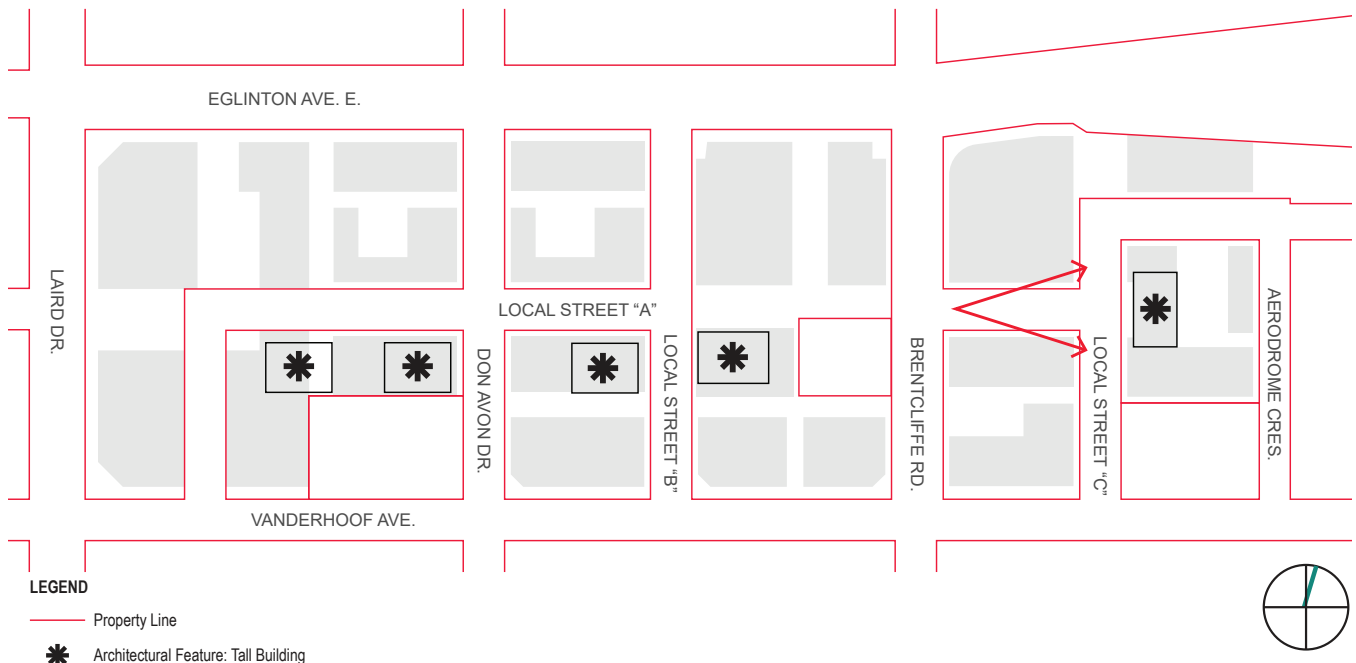 EGLINTON AVE. E.
LAIRD DR.
LOCAL STREET “A”
DON AVON DR.
LOCAL STREET “B”
BRENTCLIFFE RD.
LOCAL STREET “C”
AERODROME CRES.
VANDERHOOF AVE.
LEGEND
Property Line
Architectural Feature: Tall Building